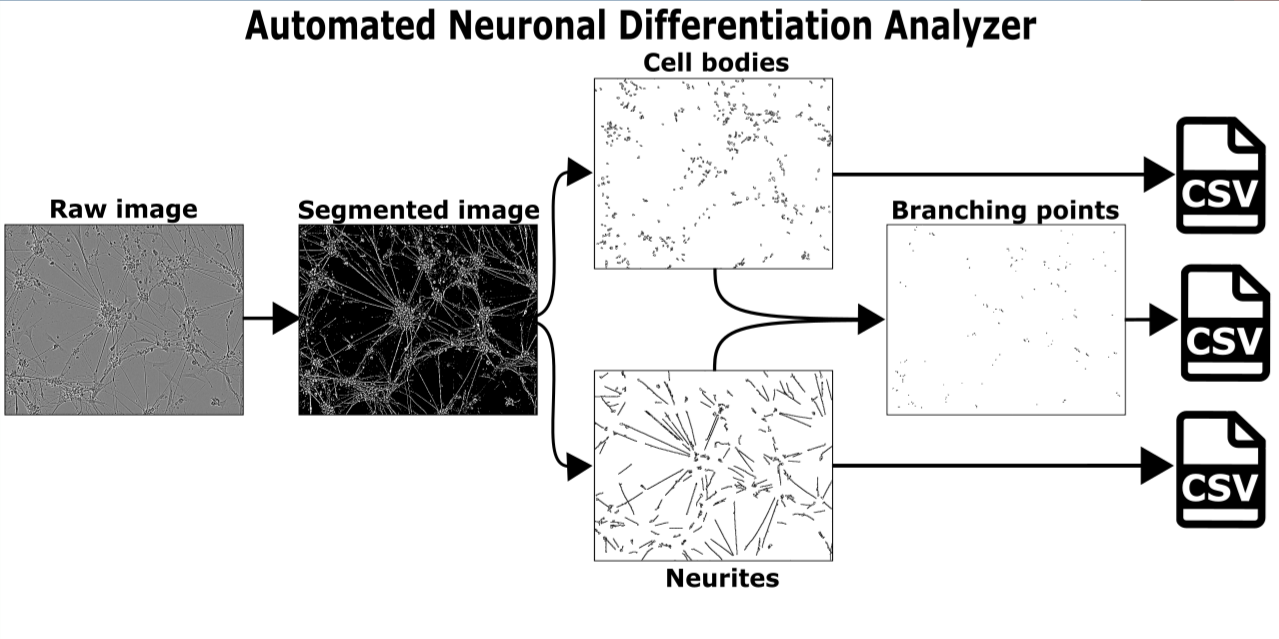 Automated Neuronal Differentiation Analyzer
Cell bodies
Raw image
Segmented image
Branching points
Neurites
CSV
CSV
CSV